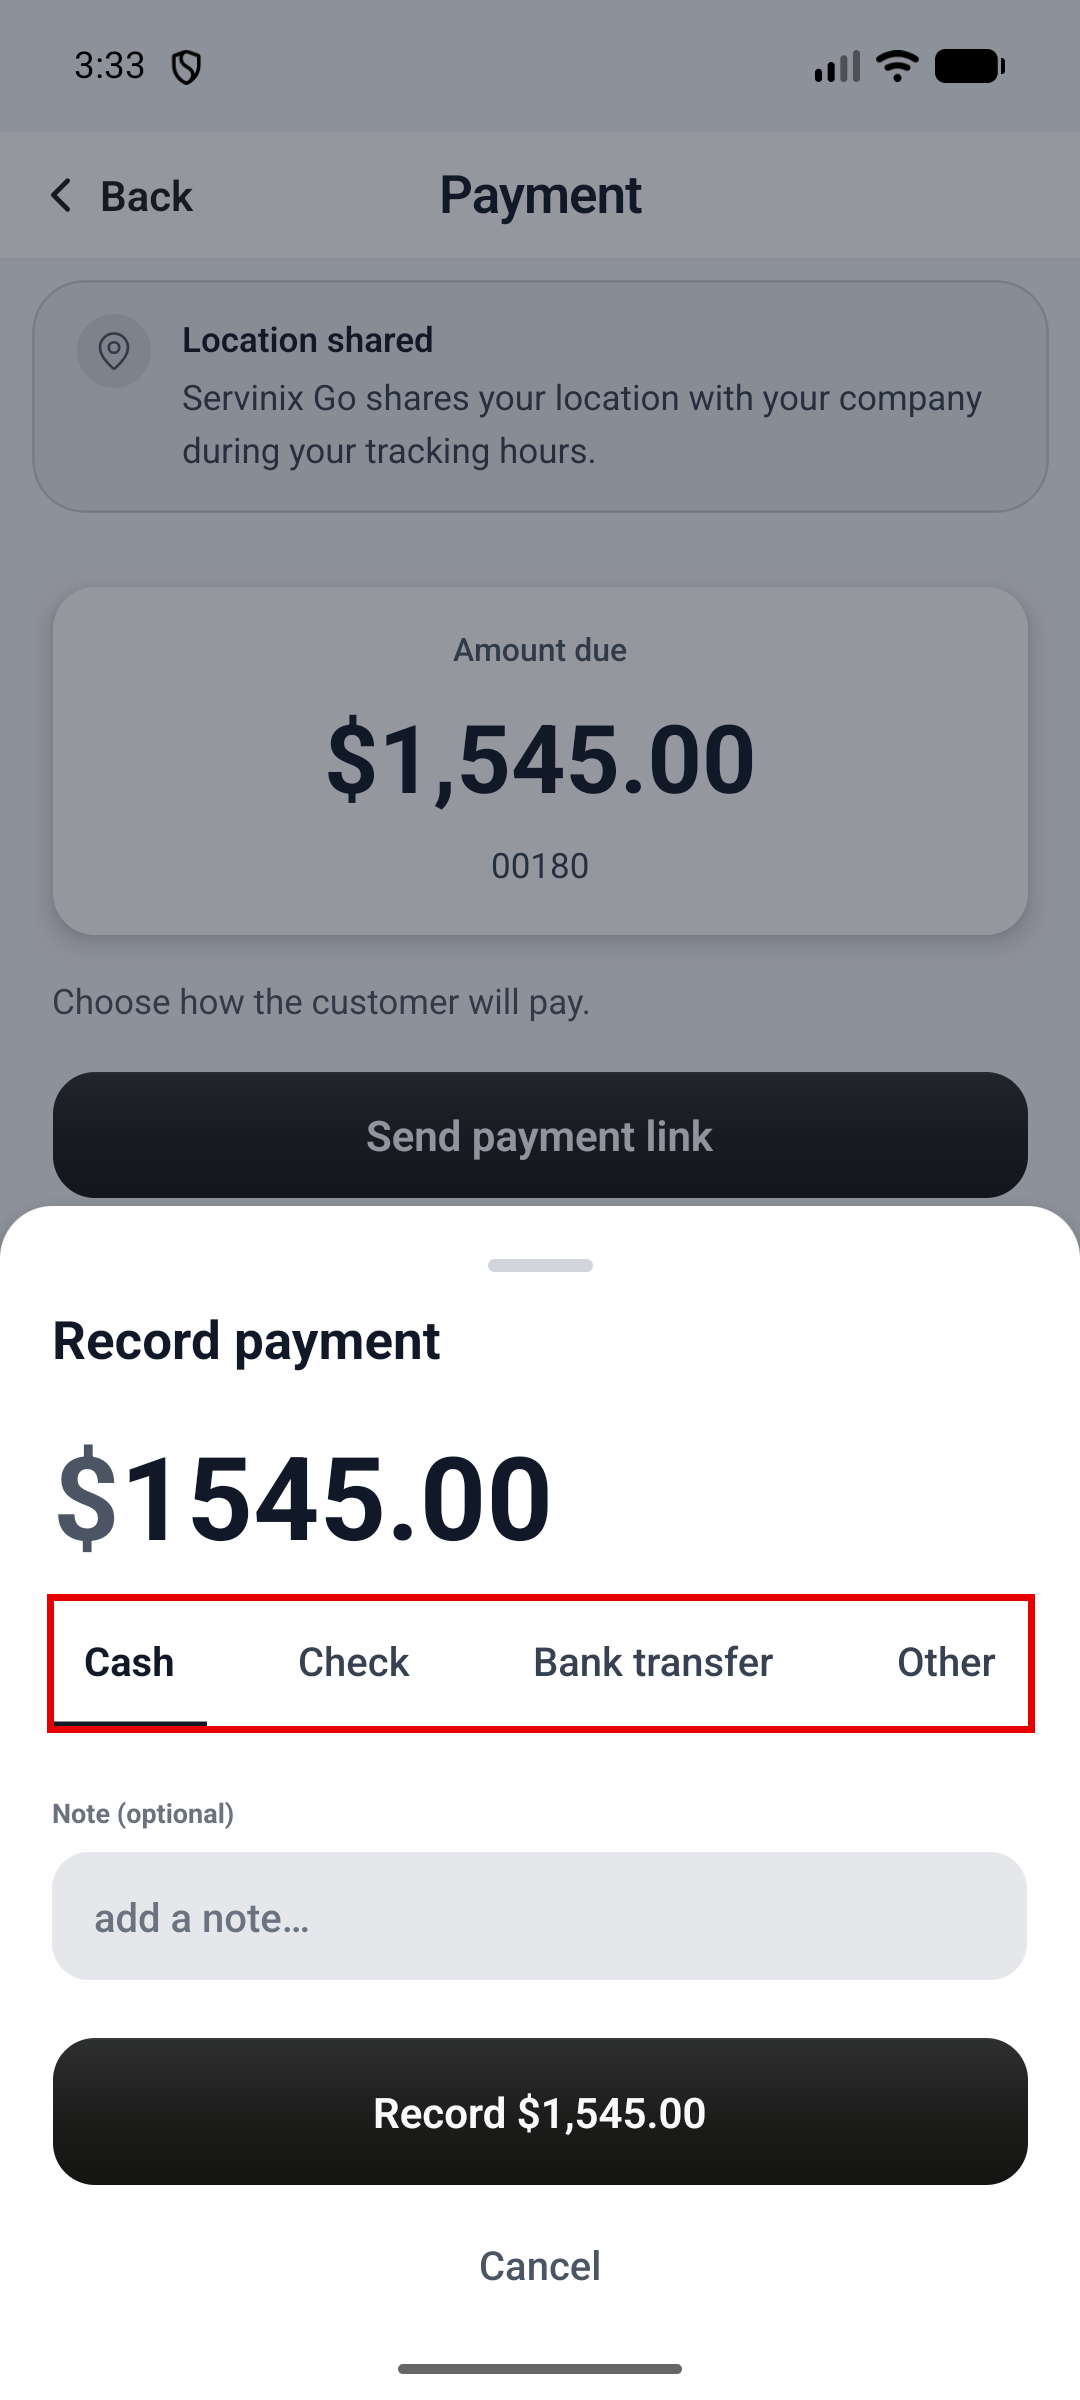 3:33
Back
Payment
Location shared
Servinix Go shares your location with your company
during your tracking hours.
Amount due
$1,545.00
00180
Choose how the customer will pay.
Send payment link
Record payment
$1545.00
Cash Check Bank transfer Other
Note (optional)
add a note...
Record $1,545.00
Cancel